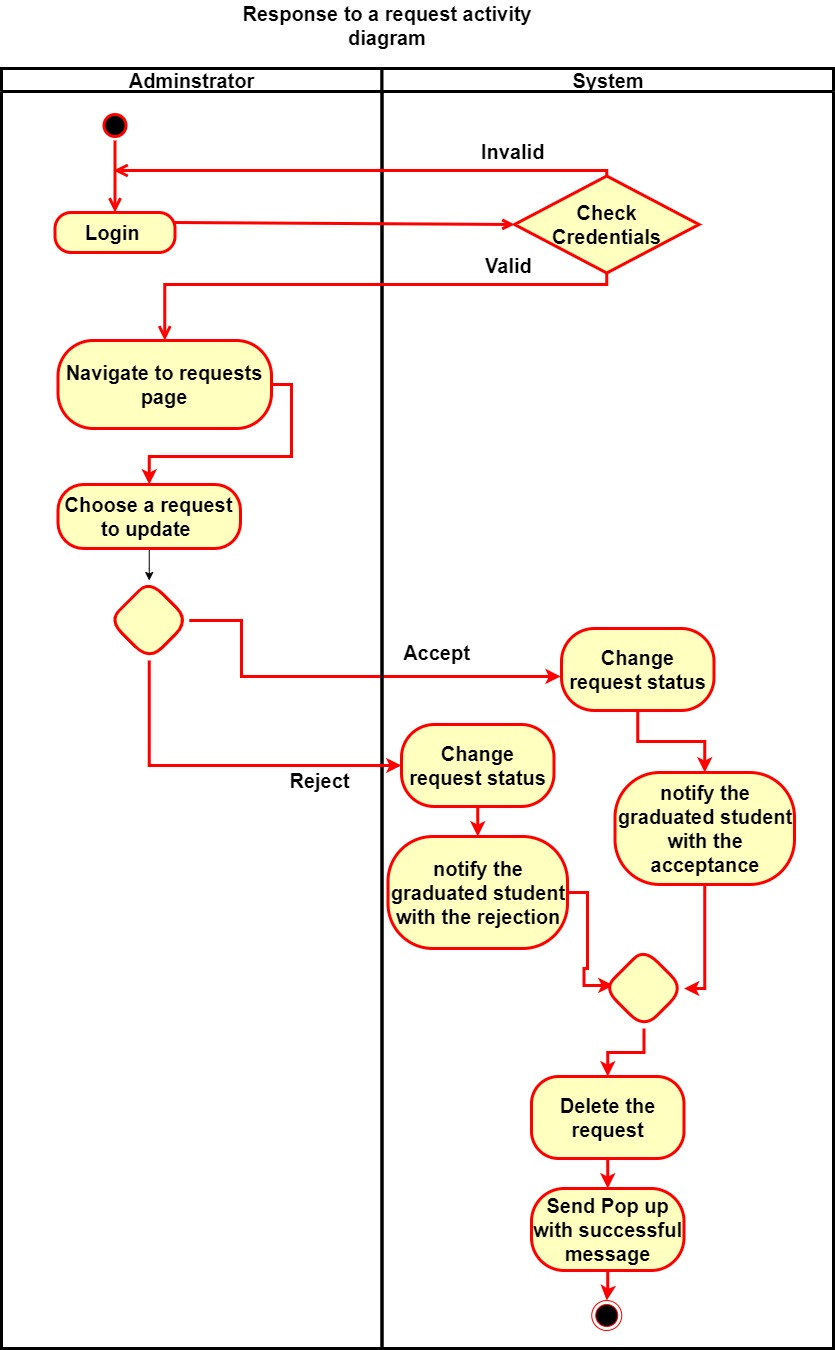 Response to a request activity
diagram
Adminstrator
System
Invalid
Check
Credentials
Login
Valid
Navigate to requests
page
Choose a request
to update
Accept
Change
request status
Reject
Change
request status
notify the
graduated student
with the
acceptance
notify the
graduated student
with the rejection
Delete the
request
Send Pop up
with successful
message